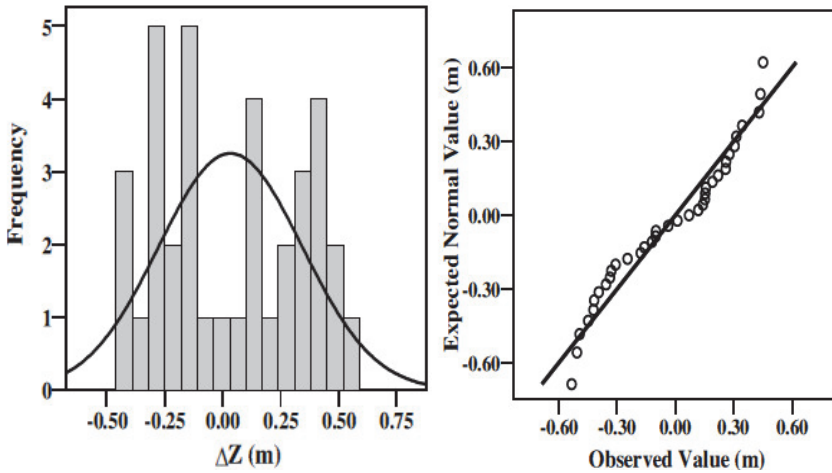 5
4
3
2
1
0
Frequency
-0.50 -0.25 0.00 0.25 0.50 0.75
ΔZ (m)
0.60
0.30
0.00
-0.30
-0.60
Expected Normal Value (m)
-0.60 -0.30 0.00 0.30 0.60
Observed Value (m)